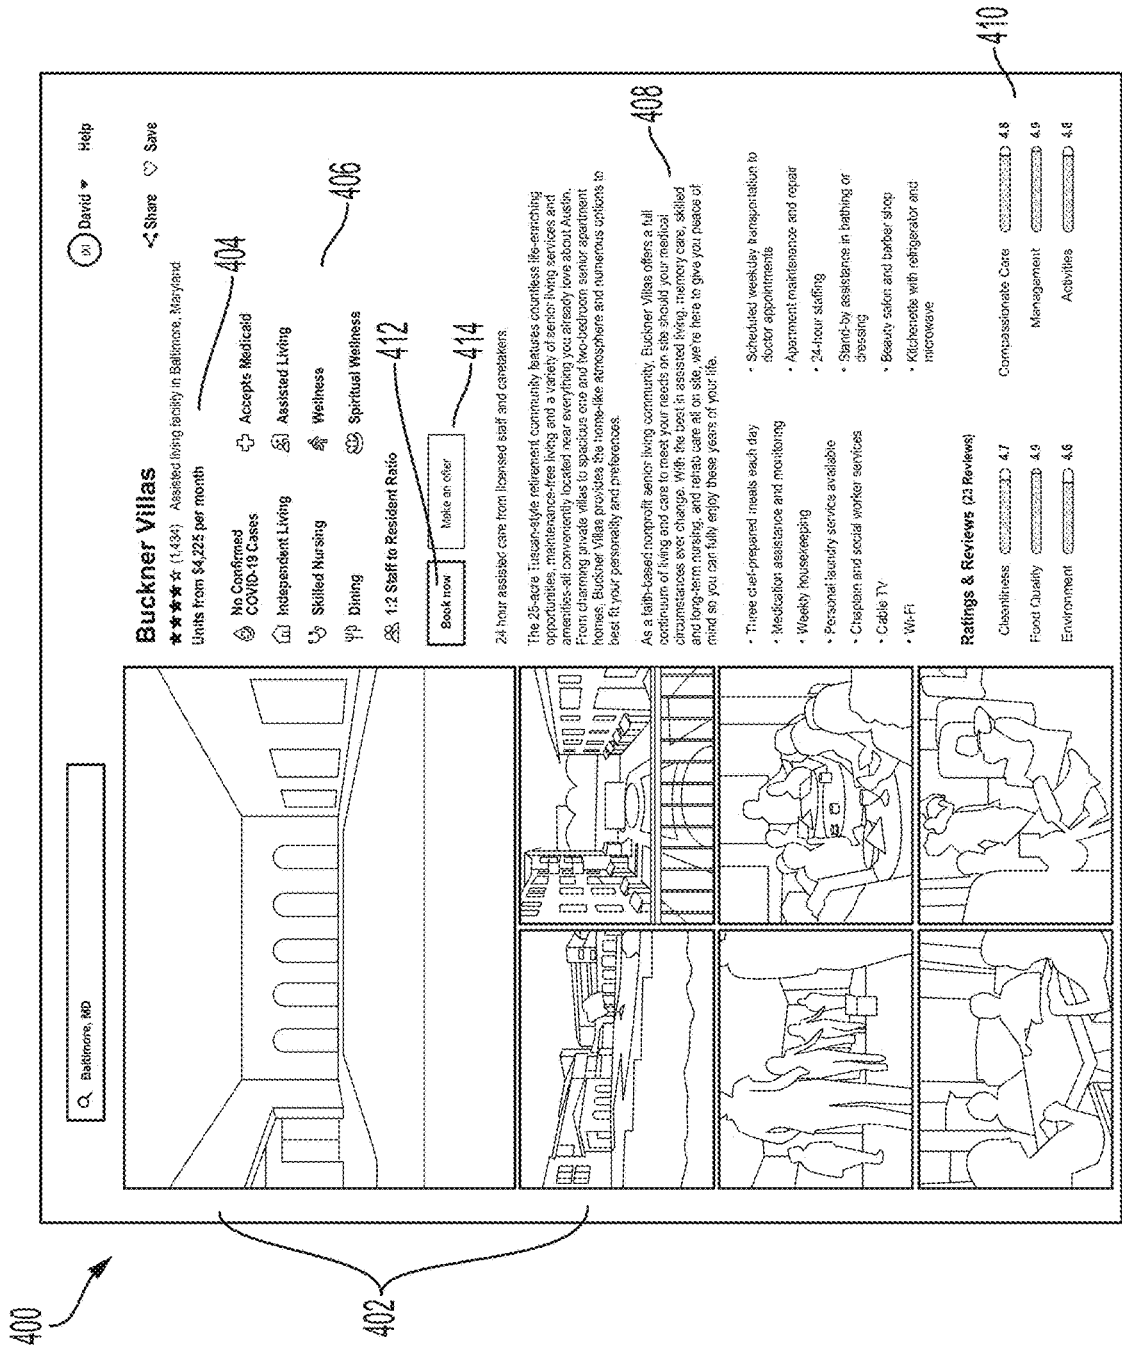 400
Baltimore, MD
David
Help
402
Buckner Villas
Share
Save
(1,434) Assisted living facility in Baltimore, Maryland
Units from $4,225 per month
404
No Confirmed
COVID-19 Cases
Accepts Medicaid
Independent Living
Assisted Living
406
Skilled Nursing
Wellness
Dining
Spiritual Wellness
1:2 Staff to Resident Ratio
412
Book now
Make an offer
414
24 hour assisted care from licensed staff and caretakers.
The 25-acre Tuscan-style retirement community features countless life-enriching
opportunities, maintenance-free living and a variety of senior living services and
amenities-all conveniently located near everything you already love about Austin.
From charming private villas to spacious one and two-bedroom senior apartment
homes, Buckner Villas provides the home-like atmosphere and numerous options to
best fit your personality and preferences.
408
As a faith-based nonprofit senior living community, Buckner Villas offers a full
continuum of living and care to meet your needs on site should your medical
circumstances ever change. With the best in assisted living, memory care, skilled
and long-term nursing, and rehab care all on site, we're here to give you peace of
mind so you can fully enjoy these years of your life.
• Three chef-prepared meals each day
• Medication assistance and monitoring
• Weekly housekeeping
• Personal laundry service available
• Chaplain and social worker services
• Cable TV
• Wi-Fi
• Scheduled weekday transportation to
doctor appointments
• Apartment maintenance and repair
• 24-hour staffing
• Stand-by assistance in bathing or
dressing
• Beauty salon and barber shop
• Kitchenette with refrigerator and
microwave
Ratings & Reviews (23 Reviews)
410
Cleanliness 4.7
Compassionate Care 4.8
Food Quality 4.9
Management 4.9
Environment 4.6
Activities 4.8